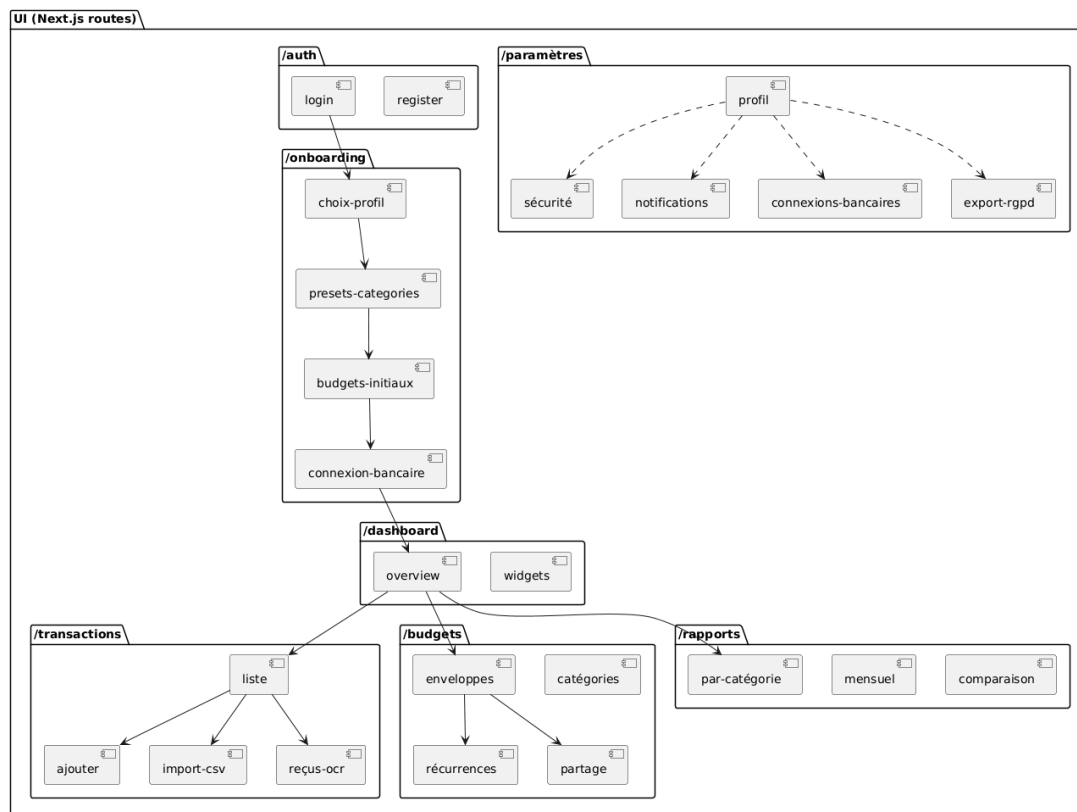 UI (Next.js routes)
/auth
login
register
/paramètres
profil
sécurité
notifications
connexions-bancaires
export-rgpd
/onboarding
choix-profil
presets-categories
budgets-initiaux
connexion-bancaire
/dashboard
overview
widgets
/transactions
liste
ajouter
import-csv
reçus-ocr
/budgets
enveloppes
catégories
récurrences
partage
/rapports
par-catégorie
mensuel
comparaison